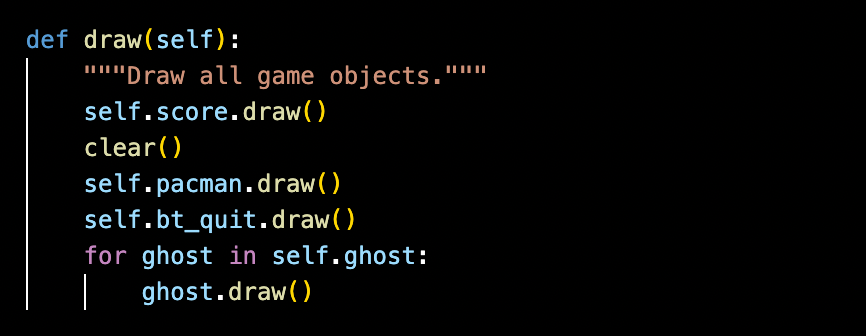 def draw(self):
    """Draw all game objects."""
    self.score.draw()
    clear()
    self.pacman.draw()
    self.bt_quit.draw()
    for ghost in self.ghost:
        ghost.draw()